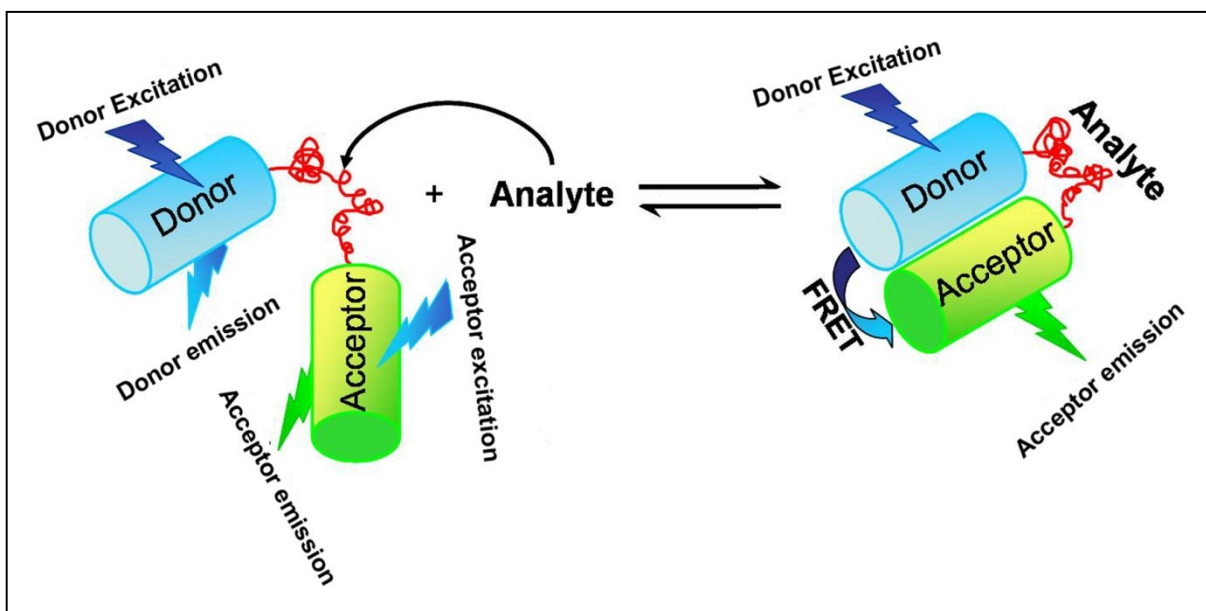 Donor Excitation
Donor
Donor emission
Acceptor
Acceptor excitation
Acceptor emission
+
Analyte
Donor Excitation
Donor
Analyte
Acceptor
FRET
Acceptor emission